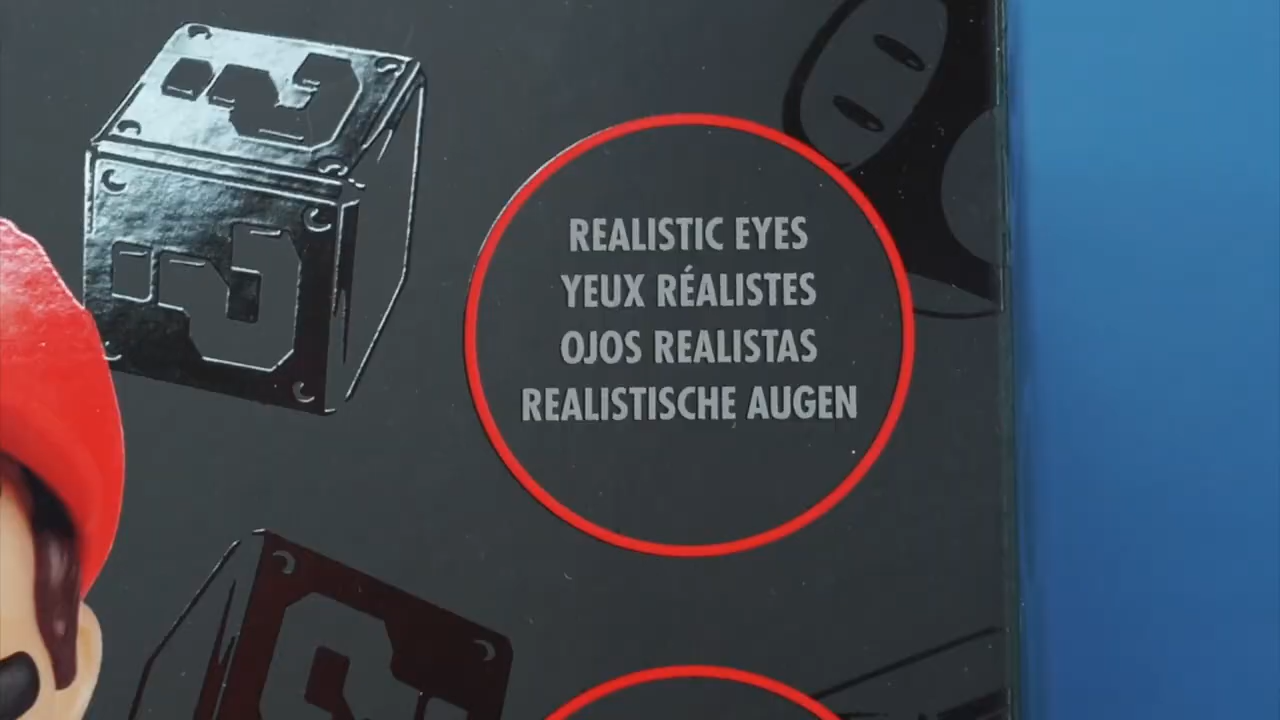 REALISTIC EYES
YEUX RÉALISTES
OJOS REALISTAS
REALISTISCHE AUGEN